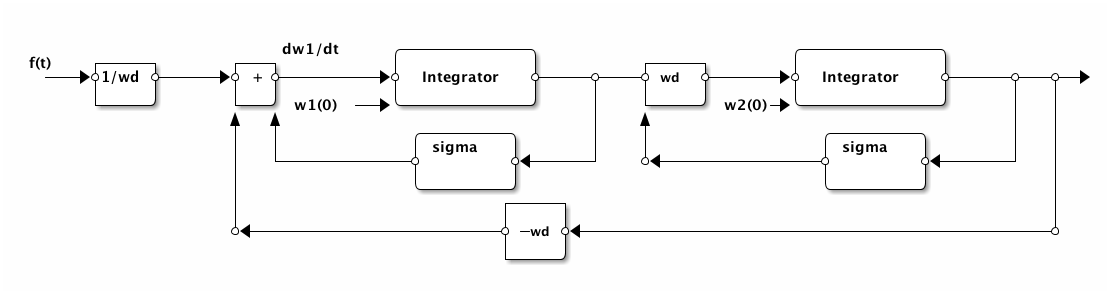 f(t)
1/wd
+
dw1/dt
Integrator
w1(0)
wd
Integrator
w2(0)
sigma
sigma
−wd